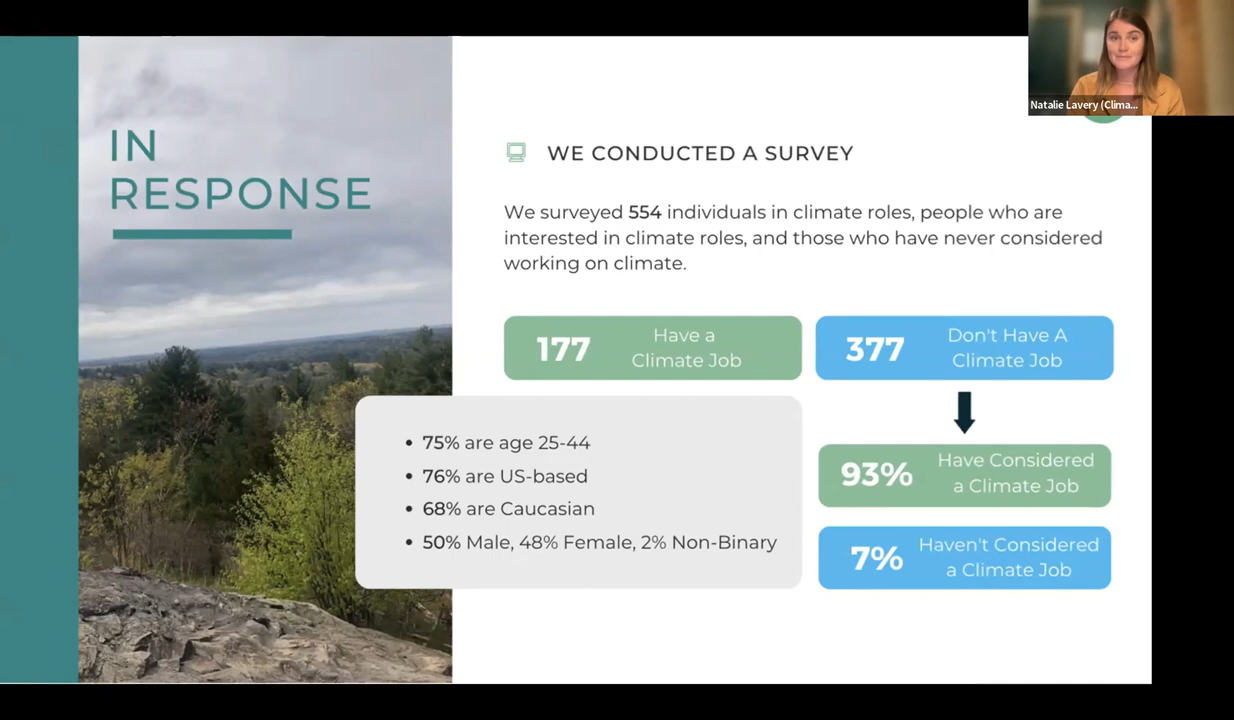 IN
RESPONSE
WE CONDUCTED A SURVEY
We surveyed 554 individuals in climate roles, people who are
interested in climate roles, and those who have never considered
working on climate.
177
Have a
Climate Job
377
Don't Have A
Climate Job
• 75% are age 25-44
• 76% are US-based
• 68% are Caucasian
• 50% Male, 48% Female, 2% Non-Binary
93%
Have Considered
a Climate Job
7%
Haven't Considered
a Climate Job
Natalie Lavery (Clima...